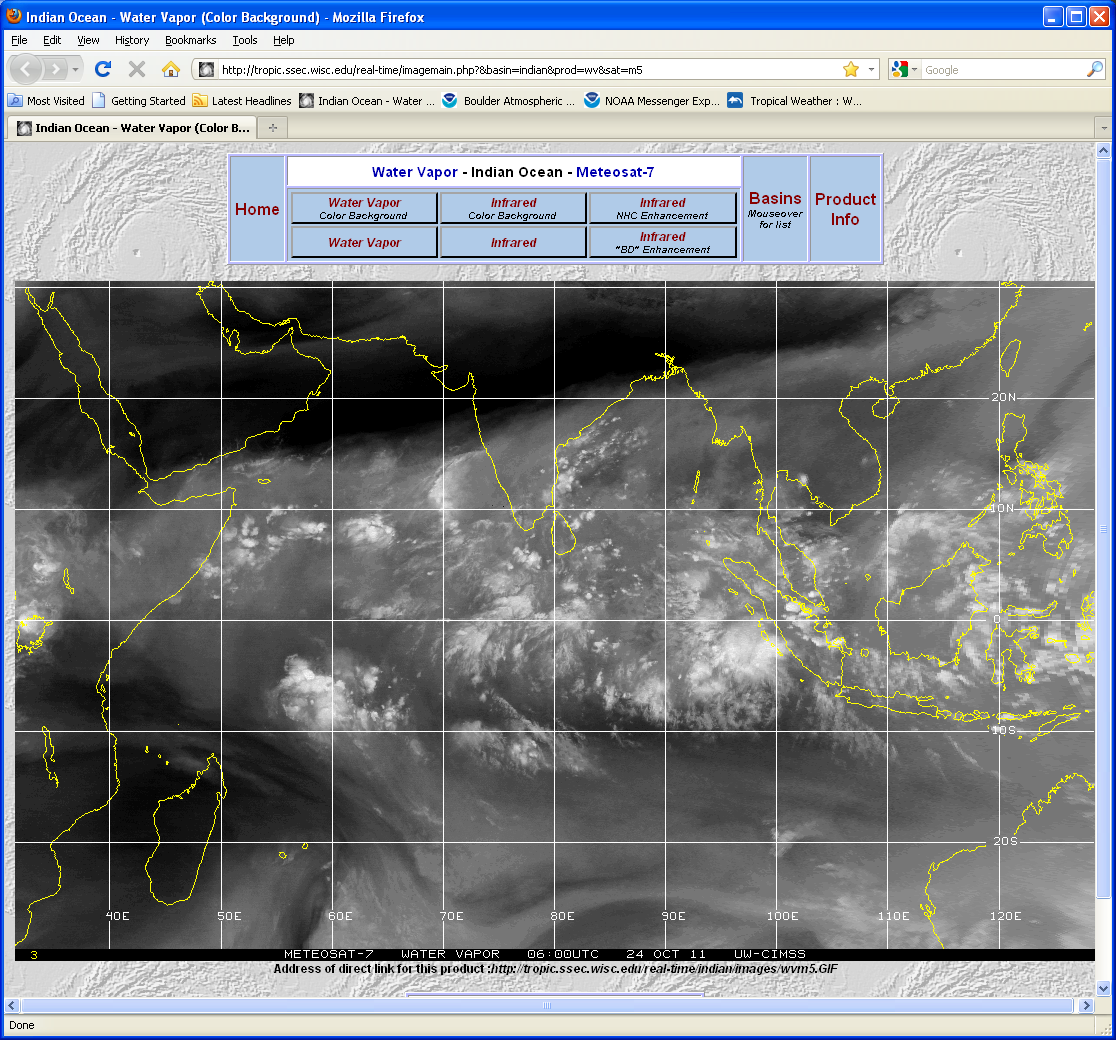 Indian Ocean - Water Vapor (Color Background) - Mozilla Firefox
File Edit View History Bookmarks Tools Help
http://tropic.ssec.wisc.edu/real-time/imagemain.php?&basin=indian&prod=wv&sat=m5
Google
Most Visited Getting Started Latest Headlines Indian Ocean - Water ... Boulder Atmospheric ... NOAA Messenger Exp... Tropical Weather : W...
Indian Ocean - Water Vapor (Color B...
Home
Water Vapor - Indian Ocean - Meteosat-7
Water Vapor
Color Background
Infrared
Color Background
Infrared
NHC Enhancement
Water Vapor
Infrared
Infrared
"BD" Enhancement
Basins
Mouseover
for list
Product
Info
20N
10N
0
10S
20S
40E 50E 60E 70E 80E 90E 100E 110E 120E
3 METEOSAT-7 WATER VAPOR 06:00UTC 24 OCT 11 UW-CIMSS
Address of direct link for this product :http://tropic.ssec.wisc.edu/real-time/indian/images/wvm5.GIF
Done